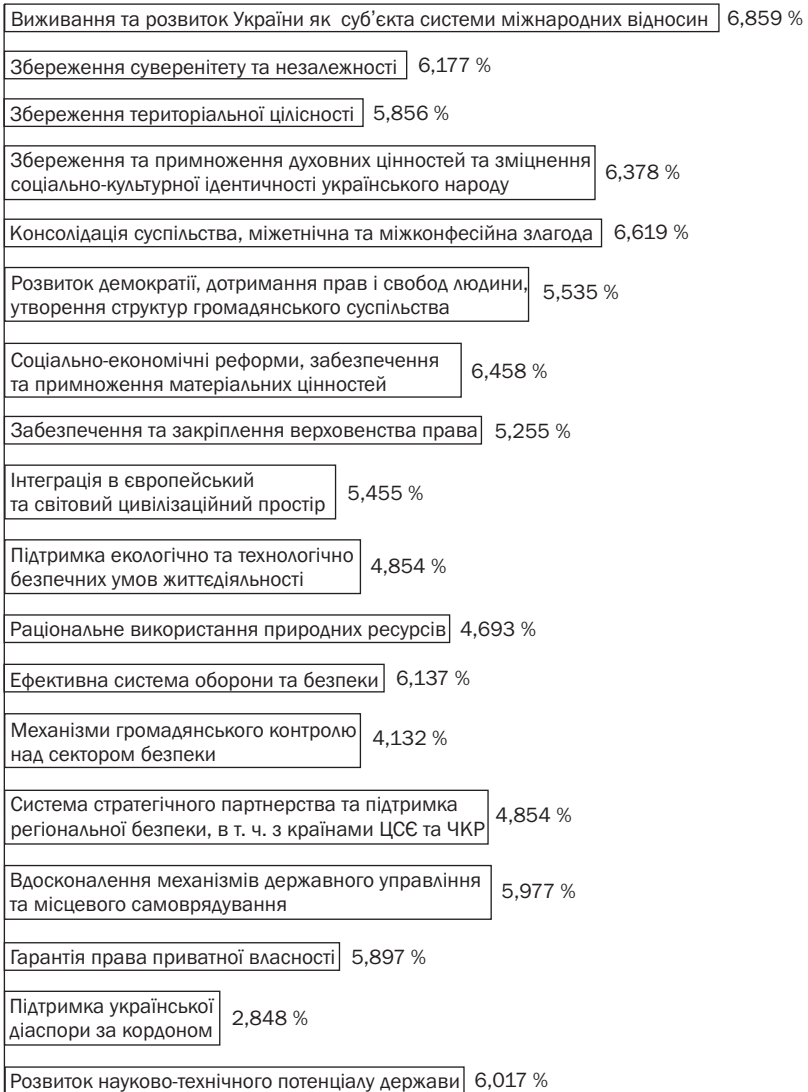 Виживання та розвиток України як суб’єкта системи міжнародних відносин 6,859 %
Збереження суверенітету та незалежності 6,177 %
Збереження територіальної цілісності 5,856 %
Збереження та примноження духовних цінностей та зміцнення
соціально-культурної ідентичності українського народу 6,378 %
Консолідація суспільства, міжетнічна та міжконфесійна злагода 6,619 %
Розвиток демократії, дотримання прав і свобод людини,
утворення структур громадянського суспільства 5,535 %
Соціально-економічні реформи, забезпечення
та примноження матеріальних цінностей 6,458 %
Забезпечення та закріплення верховенства права 5,255 %
Інтеграція в європейський
та світовий цивілізаційний простір 5,455 %
Підтримка екологічно та технологічно
безпечних умов життєдіяльності 4,854 %
Раціональне використання природних ресурсів 4,693 %
Ефективна система оборони та безпеки 6,137 %
Механізми громадянського контролю
над сектором безпеки 4,132 %
Система стратегічного партнерства та підтримка
регіональної безпеки, в т. ч. з країнами ЦСЄ та ЧКР 4,854 %
Вдосконалення механізмів державного управління
та місцевого самоврядування 5,977 %
Гарантія права приватної власності 5,897 %
Підтримка української
діаспори за кордоном 2,848 %
Розвиток науково-технічного потенціалу держави 6,017 %